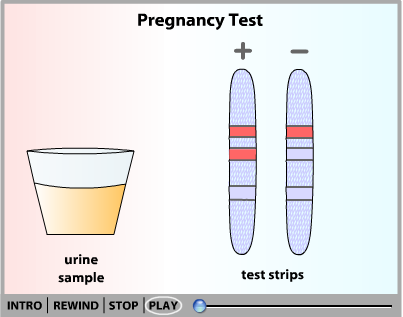 Pregnancy Test
+ −
urine
sample
test strips
INTRO | REWIND | STOP | PLAY